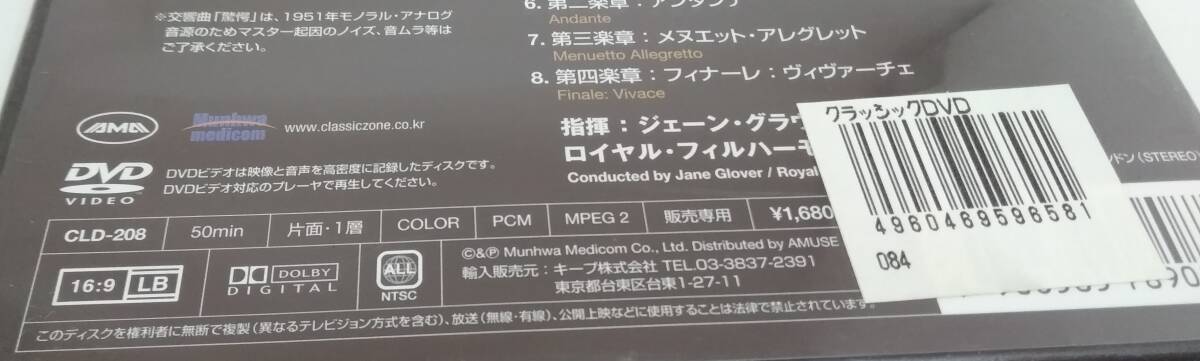 ※交響曲「驚愕」は、1951年モノラル・アナログ
音源のためマスター起因のノイズ、音ムラ等は
ご了承ください。
6. 第二楽章：アンダンテ
Andante
7. 第三楽章：メヌエット・アレグレット
Menuetto Allegretto
8. 第四楽章：フィナーレ：ヴィヴァーチェ
Finale: Vivace
AMA
Munhwa
medicom
www.classiczone.co.kr
指揮：ジェーン・グラ
ロイヤル・フィルハーモ
ンドン(STEREO)
Conducted by Jane Glover / Royal
DVD
VIDEO
DVDビデオは映像と音声を高密度に記録したディスクです。
DVDビデオ対応のプレーヤで再生してください。
CLD-208 50min 片面・1層 COLOR PCM MPEG 2 販売専用 ¥1,680
16:9 LB
DOLBY
DIGITAL
ALL
NTSC
©&℗ Munhwa Medicom Co., Ltd. Distributed by AMUSE
輸入販売元：キープ株式会社 TEL.03-3837-2391
東京都台東区台東1-27-11
このディスクを権利者に無断で複製(異なるテレビジョン方式を含む)、放送(無線・有線)、公開上映などに使用することは法律で禁止されています。
クラッシックDVD
4960469596581
084